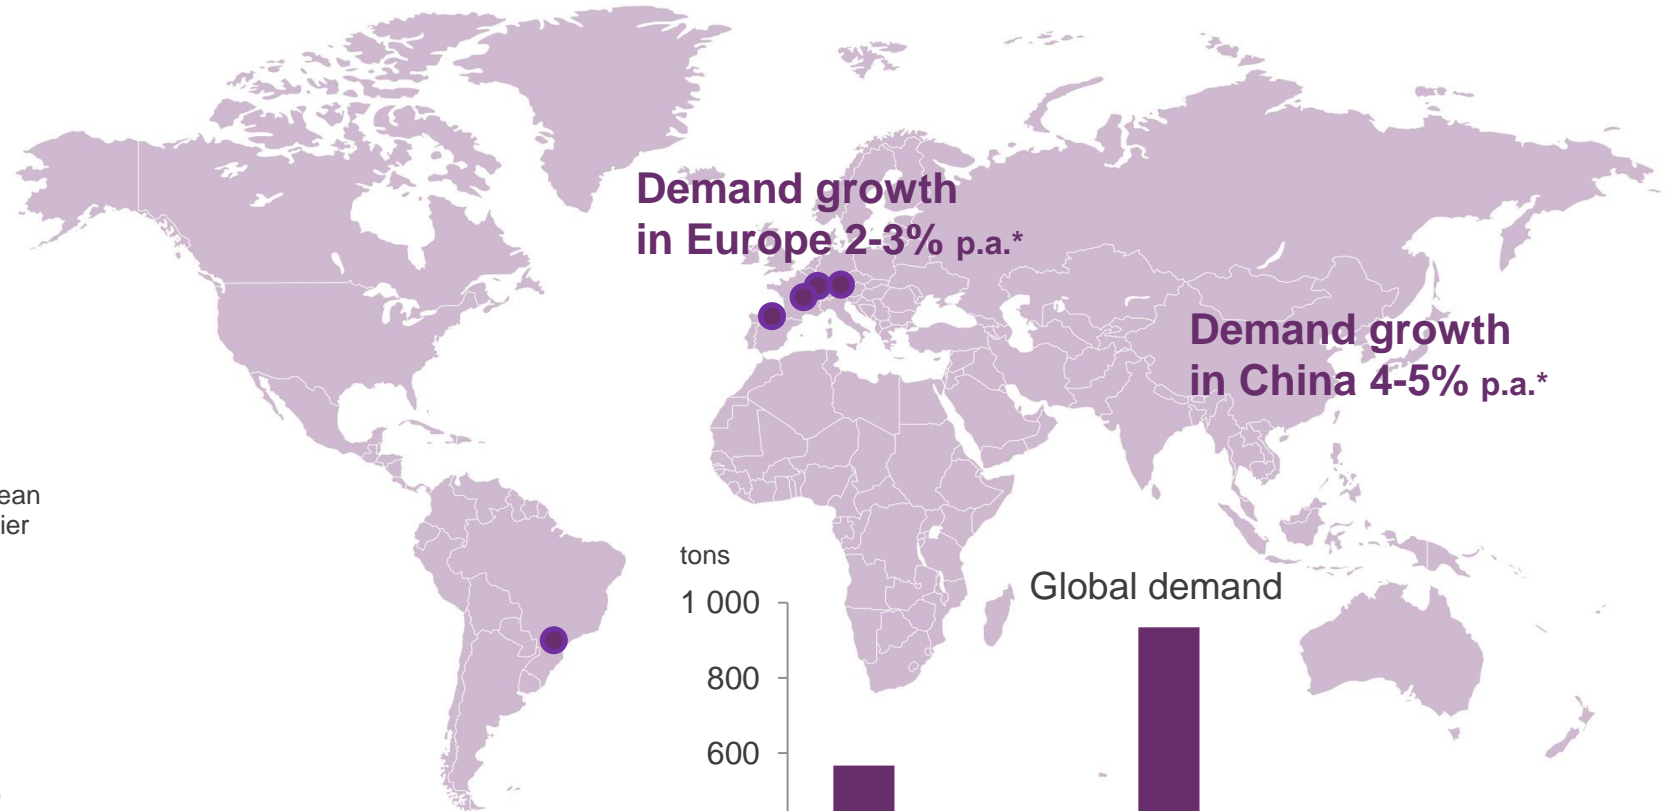 Demand growth
in Europe 2-3% p.a.*
Demand growth
in China 4-5% p.a.*
ean
ier
tons
Global demand
1 000
800
600